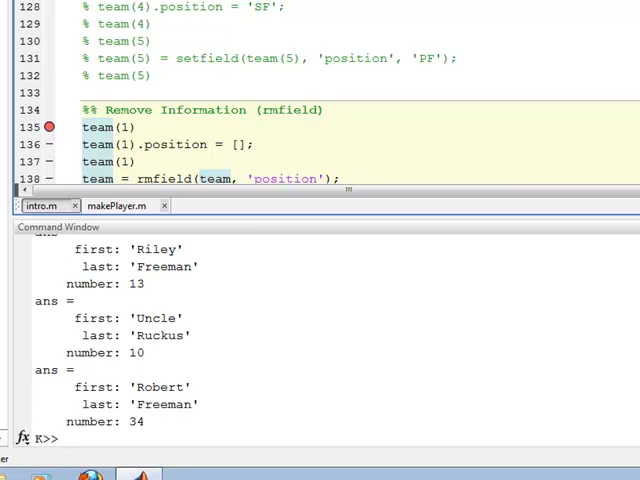 128 % team(4).position = 'SF';
129 % team(4)
130 % team(5)
131 % team(5) = setfield(team(5), 'position', 'PF');
132 % team(5)
133
134 %% Remove Information (rmfield)
135 team(1)
136 team(1).position = [];
137 team(1)
138 team = rmfield(team, 'position');
intro.m × makePlayer.m ×
Command Window
ans
first: 'Riley'
last: 'Freeman'
number: 13
ans =
first: 'Uncle'
last: 'Ruckus'
number: 10
ans =
first: 'Robert'
last: 'Freeman'
number: 34
fx K>>